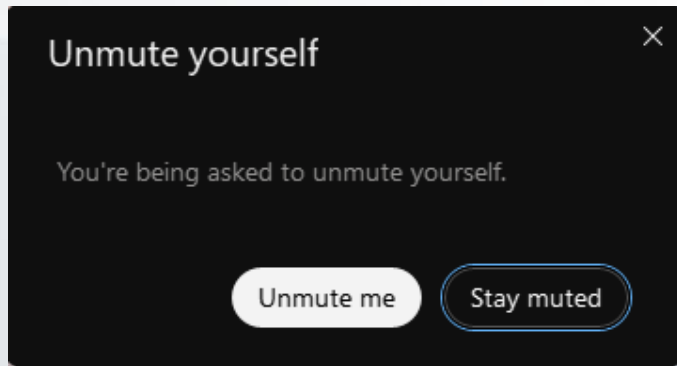 Unmute yourself
You're being asked to unmute yourself.
Unmute me
Stay muted